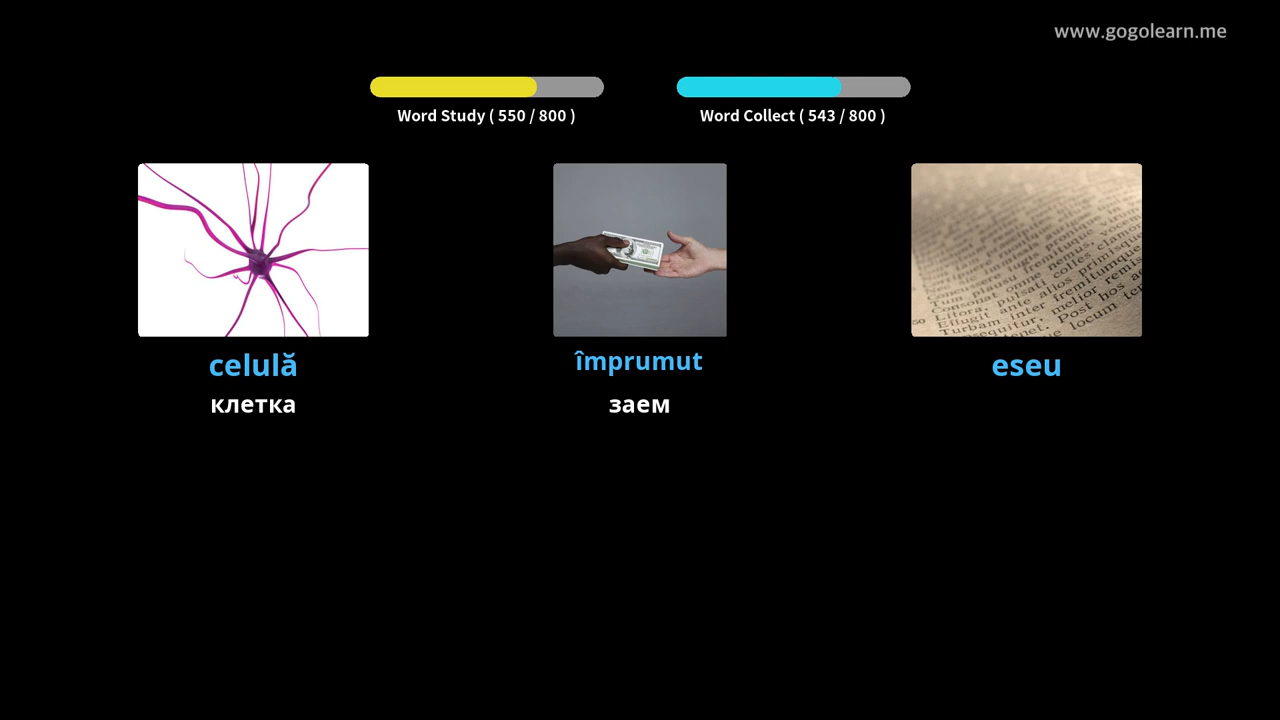 www.gogolearn.me
Word Study ( 550 / 800 )
Word Collect ( 543 / 800 )
celulă
împrumut
eseu
клетка
заем